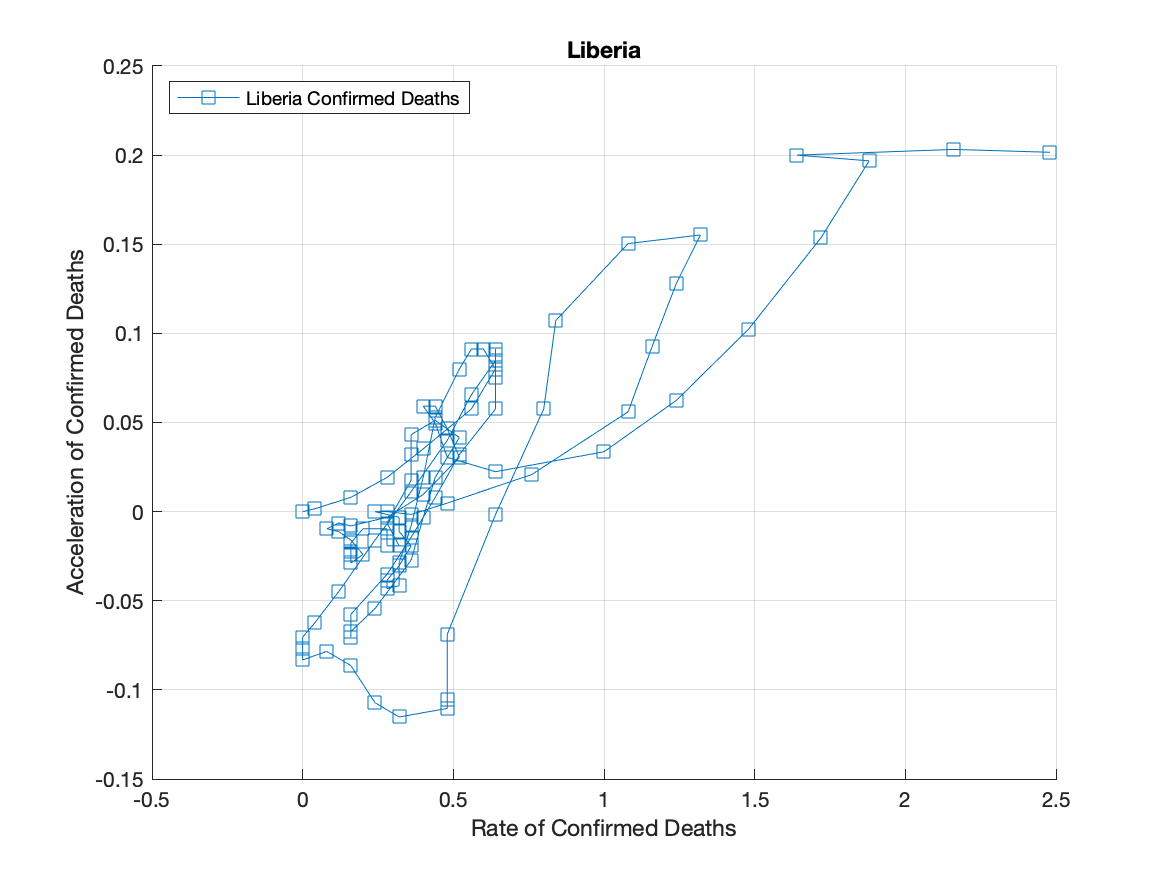 Liberia
Liberia Confirmed Deaths
0.25
0.2
0.15
0.1
0.05
0
-0.05
-0.1
-0.15
Acceleration of Confirmed Deaths
-0.5 0 0.5 1 1.5 2 2.5
Rate of Confirmed Deaths